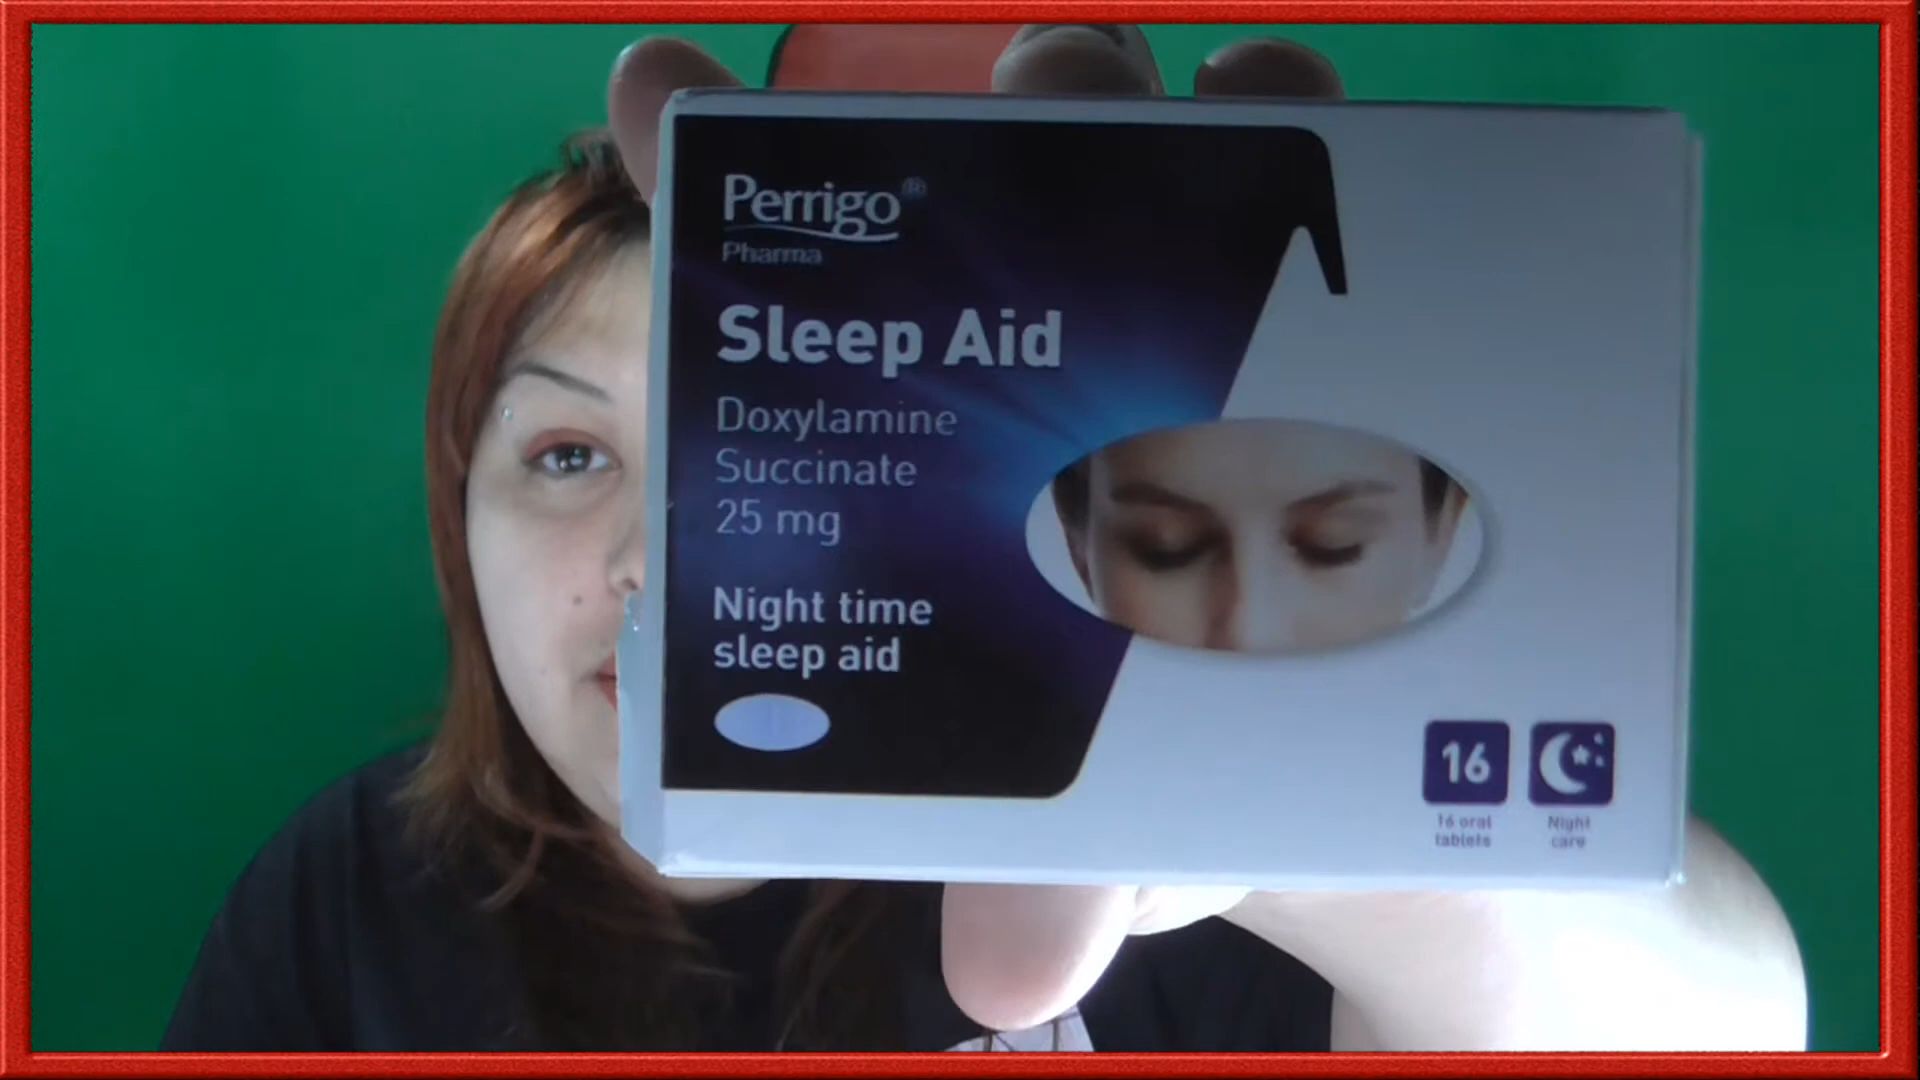 Perrigo®
Pharma
Sleep Aid
Doxylamine
Succinate
25 mg
Night time
sleep aid
16
16 oral
tablets
Night
care